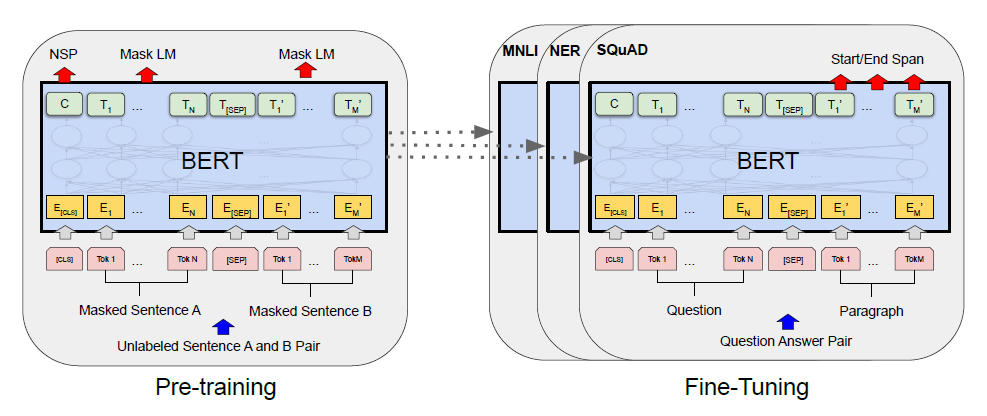 NSP Mask LM Mask LM
C T1 ... TN T[SEP] T1’ ... TM’
BERT
E[CLS] E1 ... EN E[SEP] E1’ ... EM’
[CLS] Tok 1 ... Tok N [SEP] Tok 1 ... TokM
Masked Sentence A Masked Sentence B
Unlabeled Sentence A and B Pair
Pre-training
MNLI NER SQuAD
Start/End Span
C T1 ... TN T[SEP] T1’ ... TM’
BERT
E[CLS] E1 ... EN E[SEP] E1’ ... EM’
[CLS] Tok 1 ... Tok N [SEP] Tok 1 ... TokM
Question Paragraph
Question Answer Pair
Fine-Tuning